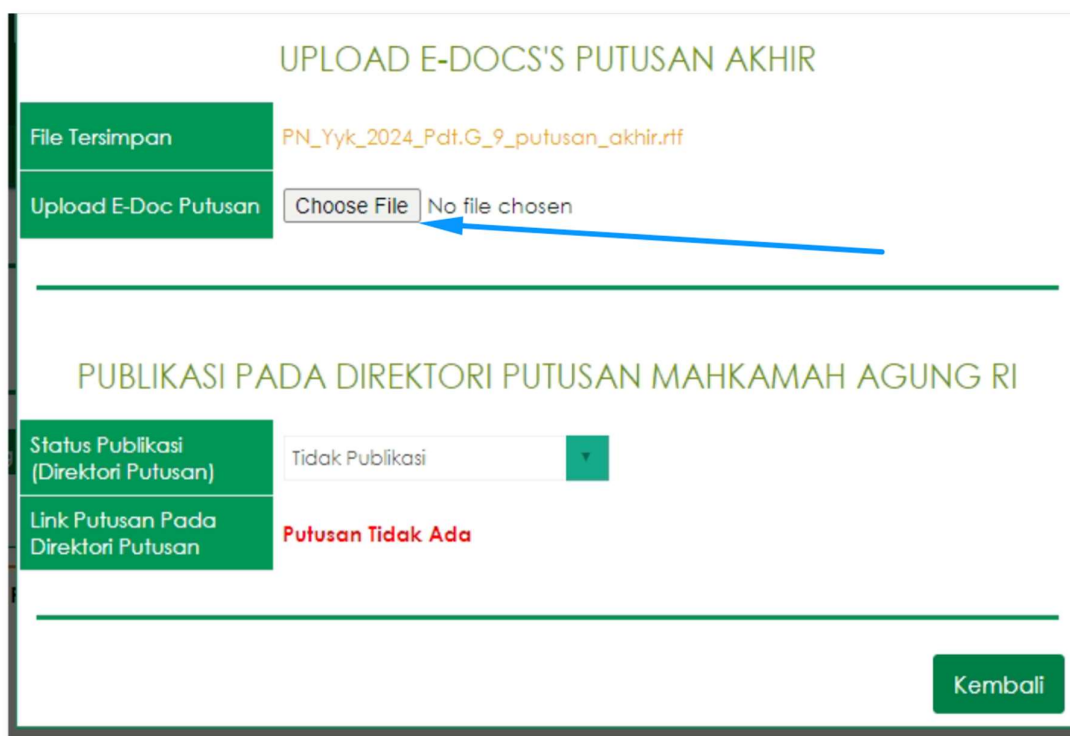 UPLOAD E-DOCS'S PUTUSAN AKHIR
File Tersimpan
PN_Yyk_2024_Pdt.G_9_putusan_akhir.rtf
Upload E-Doc Putusan
Choose File No file chosen
PUBLIKASI PADA DIREKTORI PUTUSAN MAHKAMAH AGUNG RI
Status Publikasi
(Direktori Putusan)
Tidak Publikasi
Link Putusan Pada
Direktori Putusan
Putusan Tidak Ada
Kembali